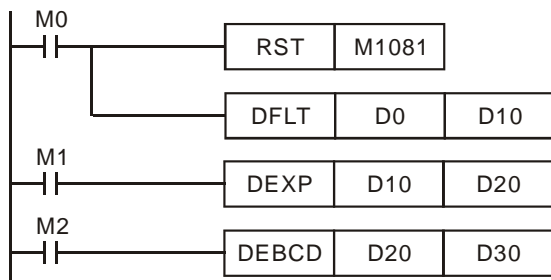 M0
RST M1081
DFLT D0 D10
M1
DEXP D10 D20
M2
DEBCD D20 D30